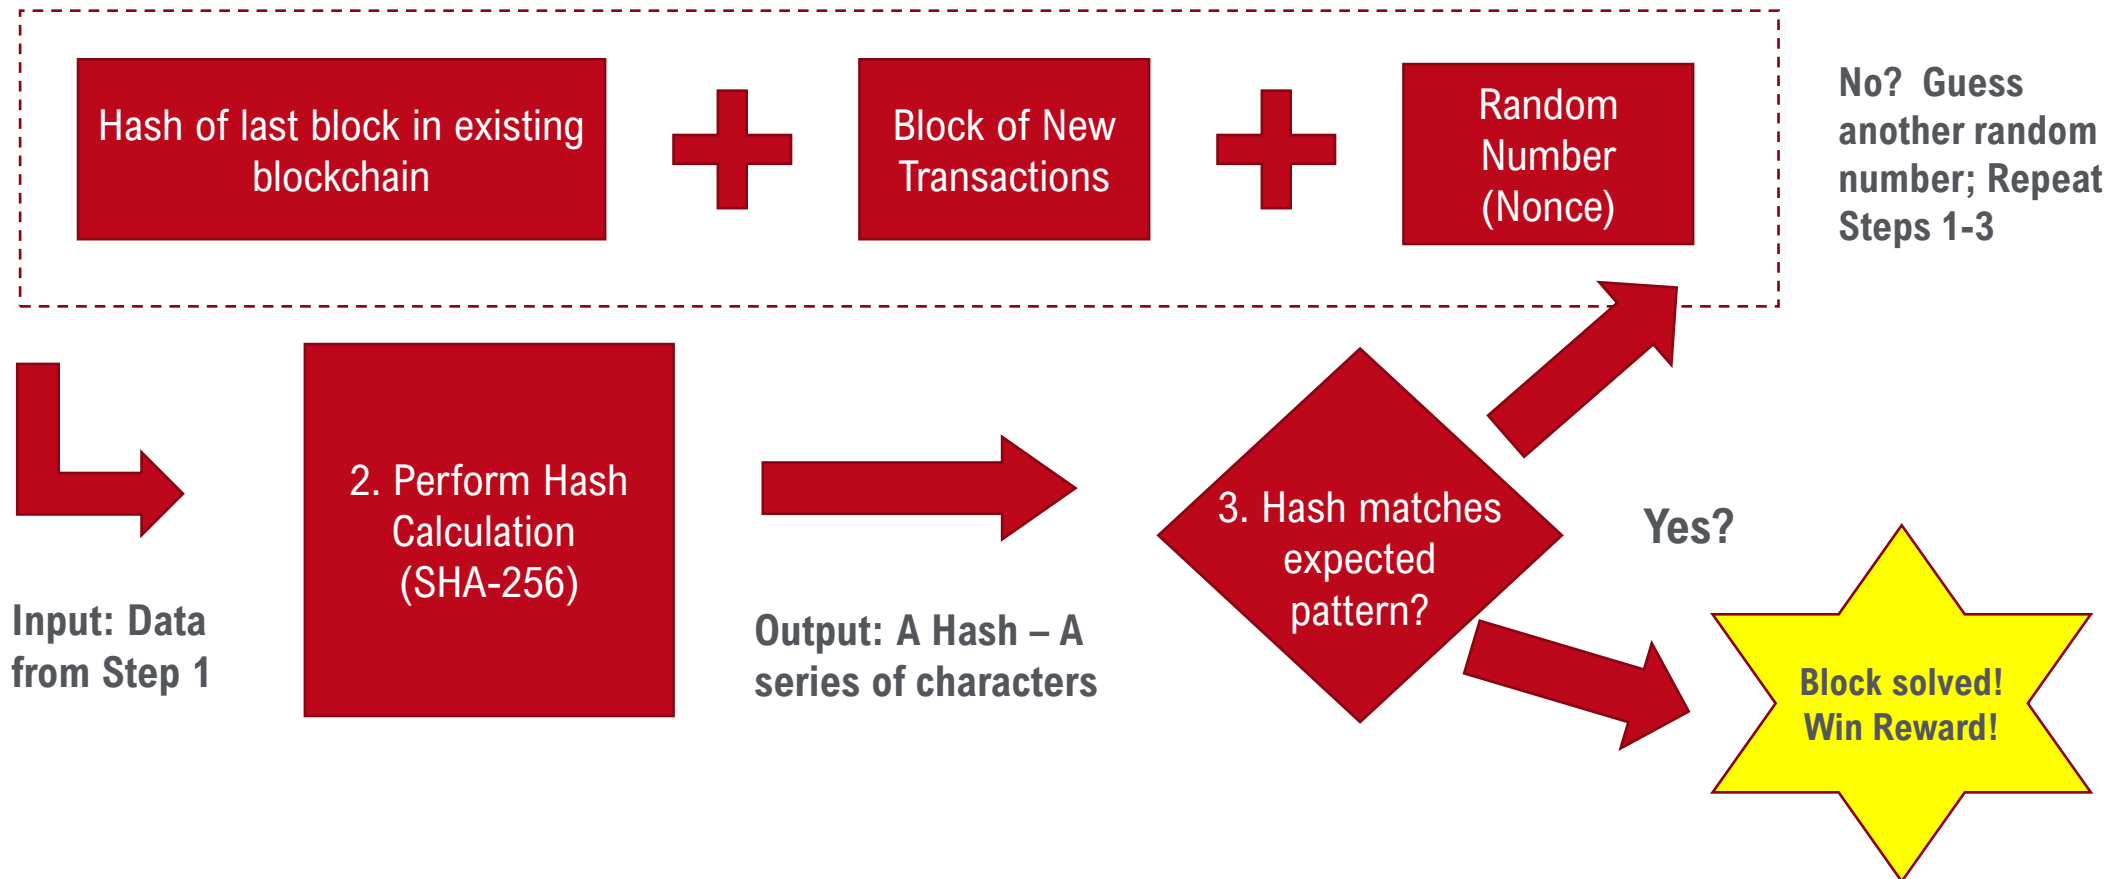 Hash of last block in existing
blockchain
Block of New
Transactions
Random
Number
(Nonce)
No?  Guess
another random
number; Repeat
Steps 1-3
2. Perform Hash
Calculation
(SHA-256)
3. Hash matches
expected
pattern?
Yes?
Input: Data
from Step 1
Output: A Hash – A
series of characters
Block solved!
Win Reward!